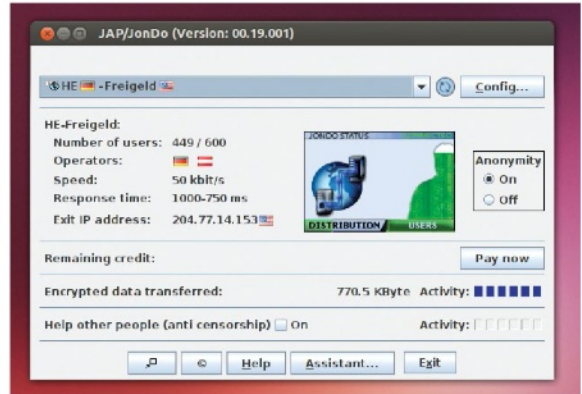 JAP/JonDo (Version: 00.19.001)
HE -Freigeld
Config...
HE-Freigeld:
Number of users: 449 / 600
Operators:
Speed: 50 kbit/s
Response time: 1000-750 ms
Exit IP address: 204.77.14.153
JONDO STATUS
DISTRIBUTION
USERS
Anonymity
On
Off
Remaining credit:
Pay now
Encrypted data transferred: 770.5 KByte Activity:
Help other people (anti censorship) On Activity:
© Help Assistant... Exit